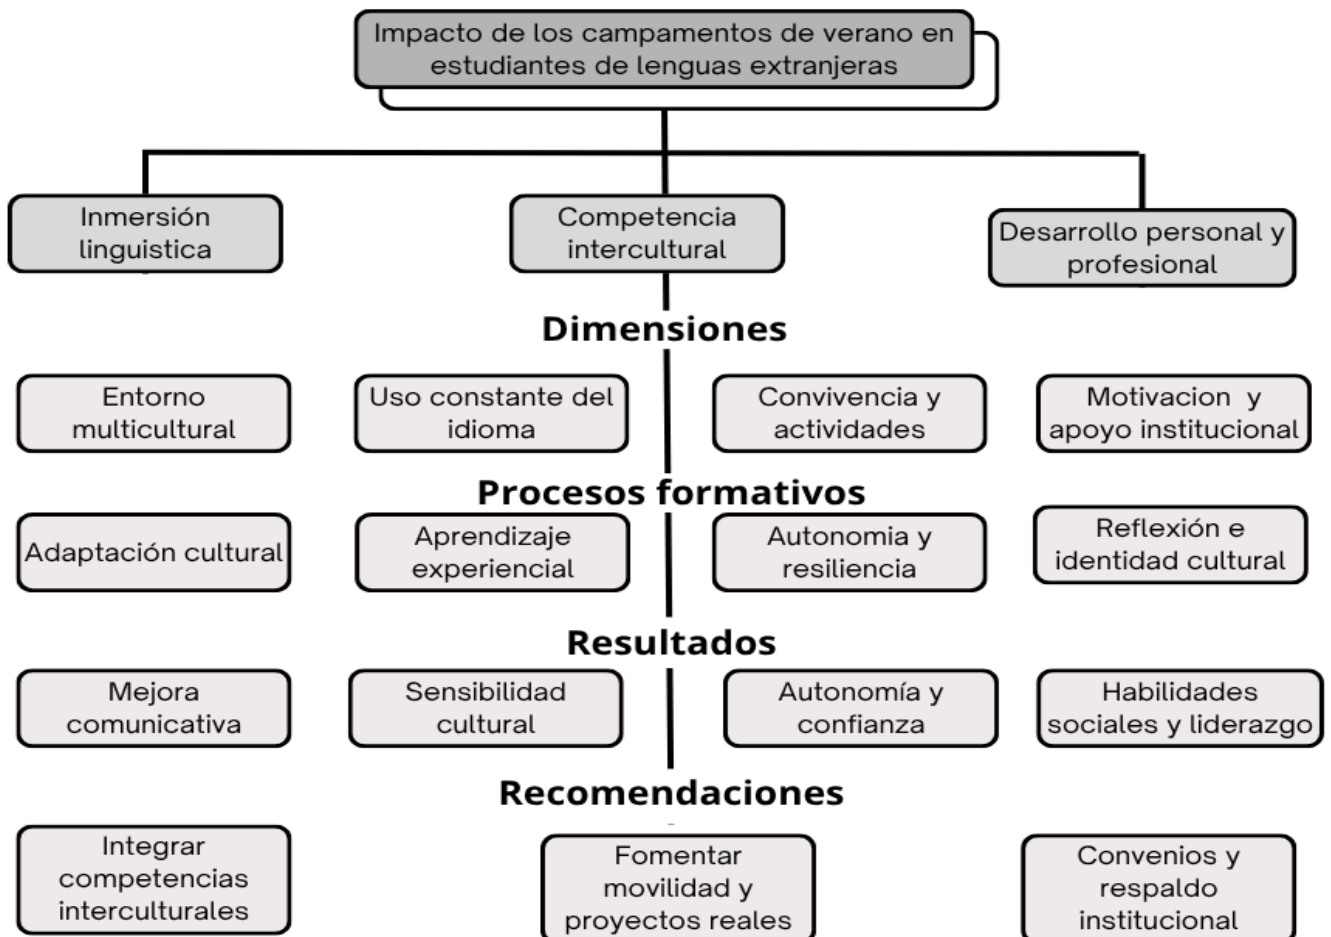 Impacto de los campamentos de verano en
estudiantes de lenguas extranjeras
Inmersión
linguistica
Competencia
intercultural
Desarrollo personal y
profesional
Dimensiones
Entorno
multicultural
Uso constante del
idioma
Convivencia y
actividades
Motivacion y
apoyo institucional
Procesos formativos
Adaptación cultural
Aprendizaje
experiencial
Autonomia y
resiliencia
Reflexión e
identidad cultural
Resultados
Mejora
comunicativa
Sensibilidad
cultural
Autonomía y
confianza
Habilidades
sociales y liderazgo
Recomendaciones
Integrar
competencias
interculturales
Fomentar
movilidad y
proyectos reales
Convenios y
respaldo
institucional